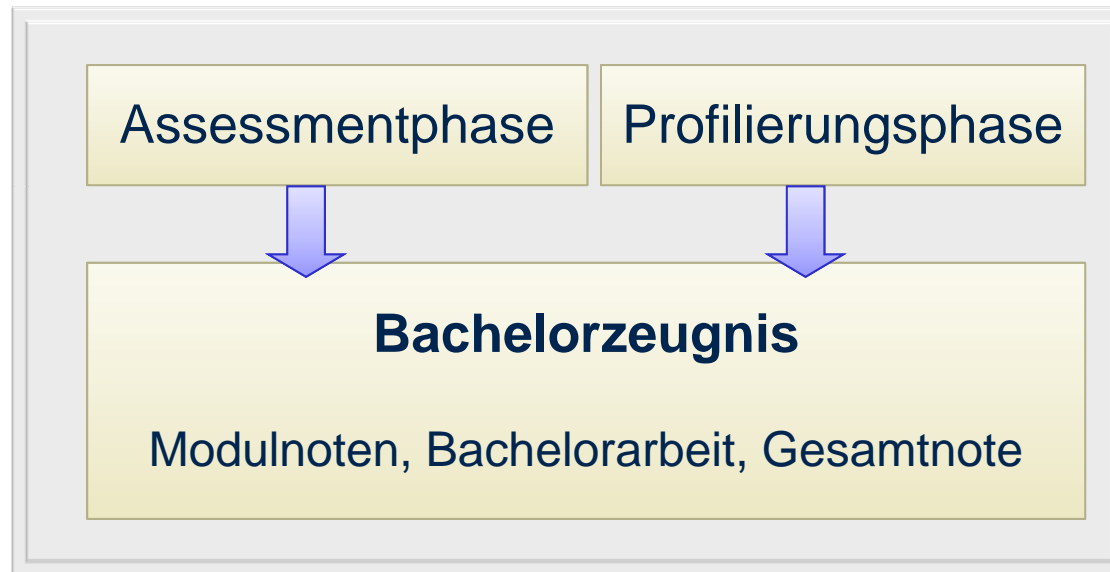 Assessmentphase
Profilierungsphase
Bachelorzeugnis
Modulnoten, Bachelorarbeit, Gesamtnote